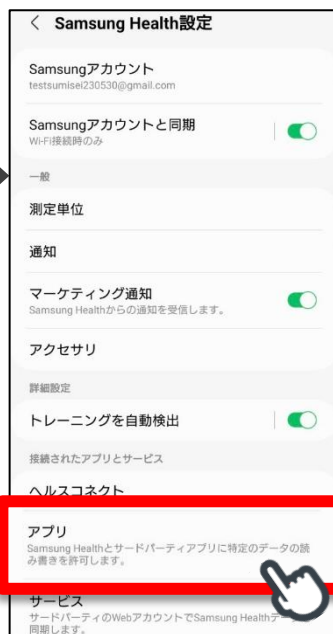 < Samsung Health設定
Samsungアカウント
testsumisei230530@gmail.com
Samsungアカウントと同期
Wi-Fi接続時のみ
一般
測定単位
通知
マーケティング通知
Samsung Healthからの通知を受信します。
アクセサリ
詳細設定
トレーニングを自動検出
接続されたアプリとサービス
ヘルスコネクト
アプリ
Samsung Healthとサードパーティアプリに特定のデータの読
み書きを許可します。
サービス
サードパーティのWebアカウントでSamsung Healthデータを
同期します。